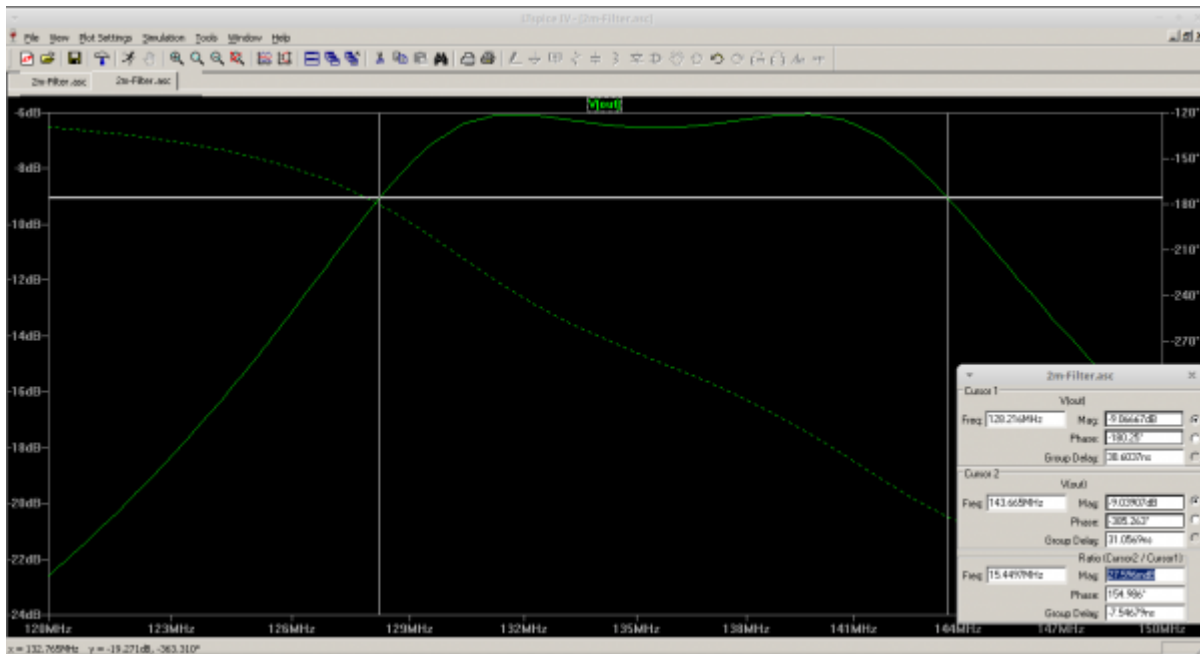 LTspice IV - [2m-Filter.asc]
File View Plot Settings Simulation Tools Window Help
2m-Filter.asc 2m-Filter.asc
V(out)
-6dB -120°
-8dB -150°
-10dB -180°
-12dB -210°
-14dB -240°
-16dB -270°
-18dB
-20dB
-22dB
-24dB
2m-Filter.asc
Cursor 1
V(out)
Freq: 128.216MHz Mag: -9.06667dB
Phase: -180.25°
Group Delay: 38.6037ns
Cursor 2
V(out)
Freq: 143.665MHz Mag: -9.03907dB
Phase:
Group Delay: 31.0569ns
Ratio (Cursor2 / Cursor1)
Freq: 15.4497MHz Mag: 27.596mdB
Phase:
Group Delay: -7.54679ns
120MHz 123MHz 126MHz 129MHz 132MHz 135MHz 138MHz 141MHz 144MHz 147MHz 150MHz
x = 132.765MHz y = -19.271dB, -363.310°